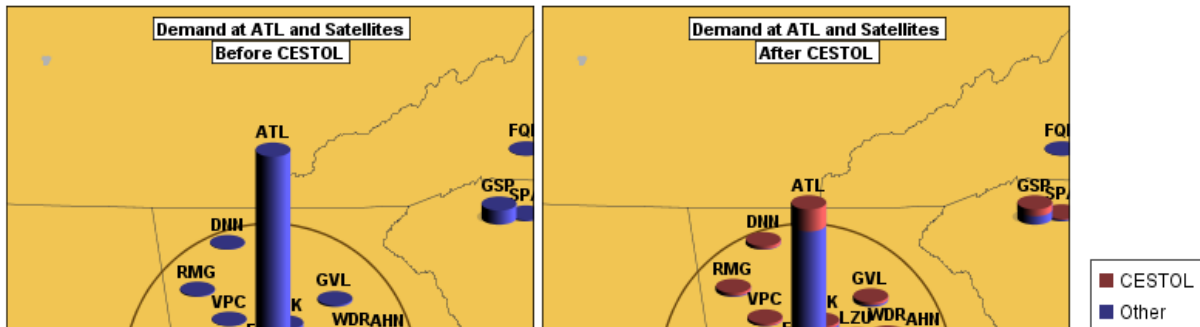 Demand at ATL and Satellites
Before CESTOL
ATL
GSP
DNN
RMG
GVL
VPC
K
WDR
AHN
Demand at ATL and Satellites
After CESTOL
ATL
GSP
DNN
RMG
GVL
VPC
K
LZU
WDR
AHN
CESTOL
Other